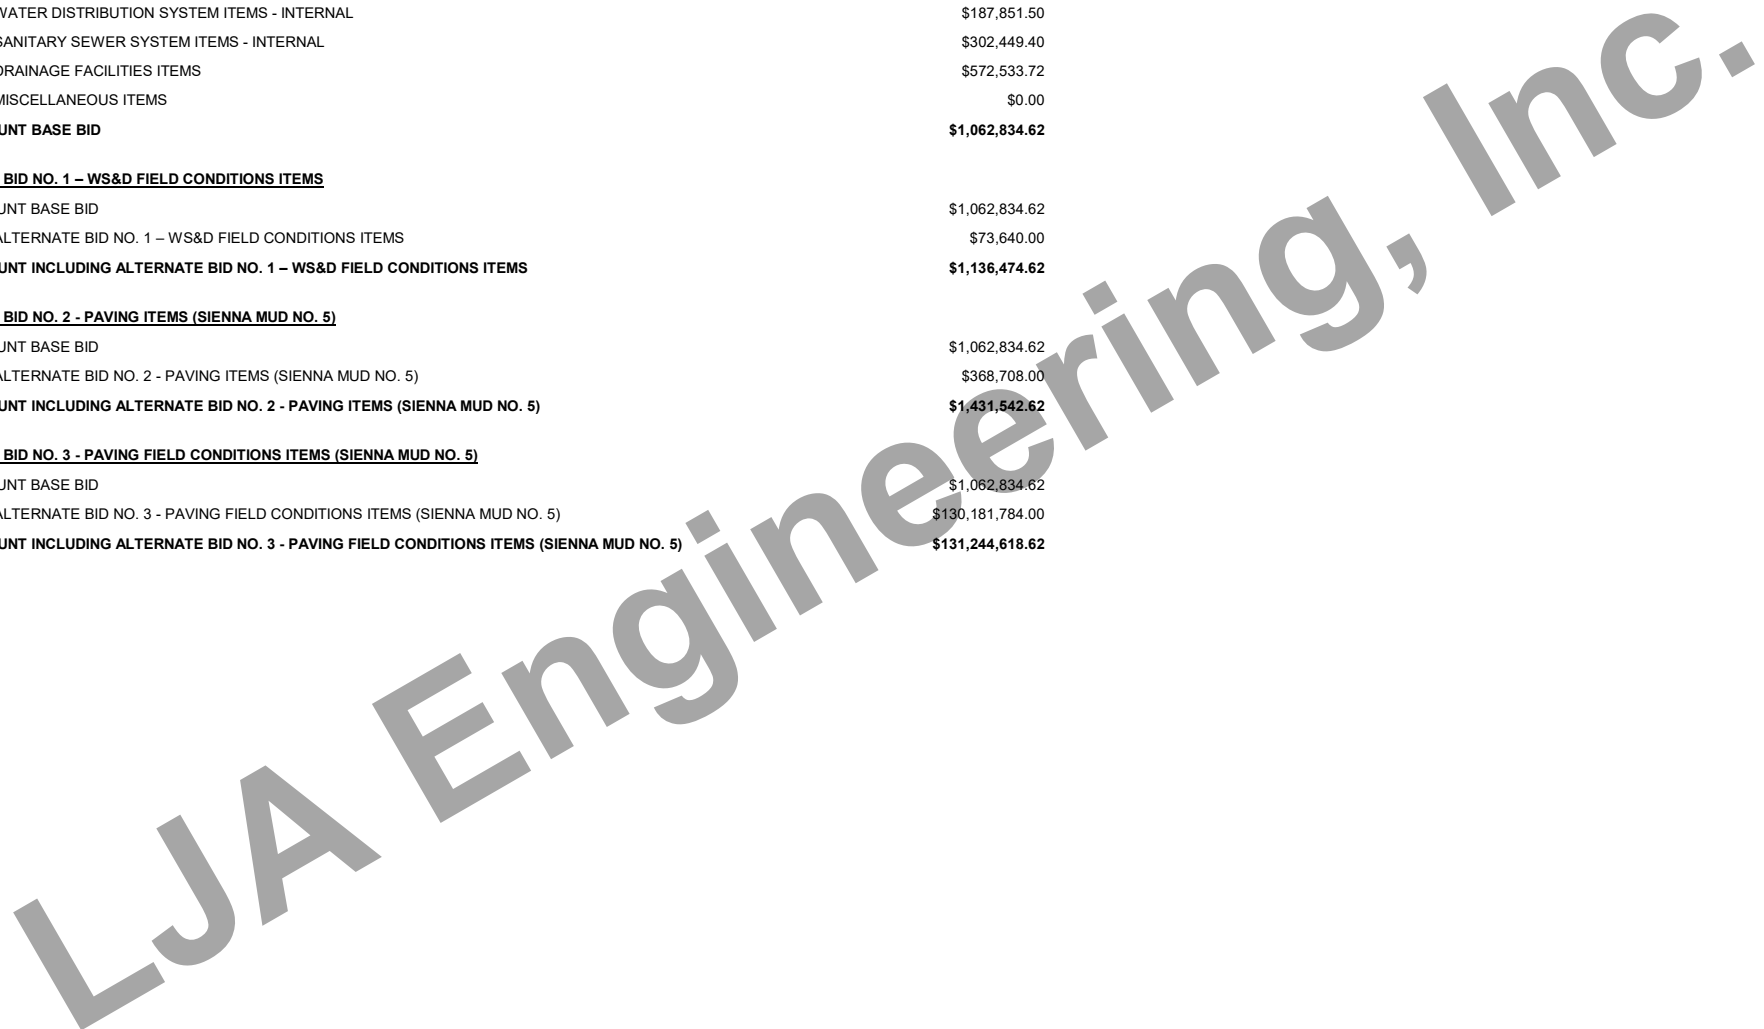 WATER DISTRIBUTION SYSTEM ITEMS - INTERNAL $187,851.50
SANITARY SEWER SYSTEM ITEMS - INTERNAL $302,449.40
DRAINAGE FACILITIES ITEMS $572,533.72
MISCELLANEOUS ITEMS $0.00
UNT BASE BID $1,062,834.62
BID NO. 1 – WS&D FIELD CONDITIONS ITEMS
UNT BASE BID $1,062,834.62
ALTERNATE BID NO. 1 – WS&D FIELD CONDITIONS ITEMS $73,640.00
UNT INCLUDING ALTERNATE BID NO. 1 – WS&D FIELD CONDITIONS ITEMS $1,136,474.62
BID NO. 2 - PAVING ITEMS (SIENNA MUD NO. 5)
UNT BASE BID $1,062,834.62
ALTERNATE BID NO. 2 - PAVING ITEMS (SIENNA MUD NO. 5) $368,708.00
UNT INCLUDING ALTERNATE BID NO. 2 - PAVING ITEMS (SIENNA MUD NO. 5) $1,431,542.62
BID NO. 3 - PAVING FIELD CONDITIONS ITEMS (SIENNA MUD NO. 5)
UNT BASE BID $1,062,834.62
ALTERNATE BID NO. 3 - PAVING FIELD CONDITIONS ITEMS (SIENNA MUD NO. 5) $130,181,784.00
UNT INCLUDING ALTERNATE BID NO. 3 - PAVING FIELD CONDITIONS ITEMS (SIENNA MUD NO. 5) $131,244,618.62
LJA Engineering, Inc.